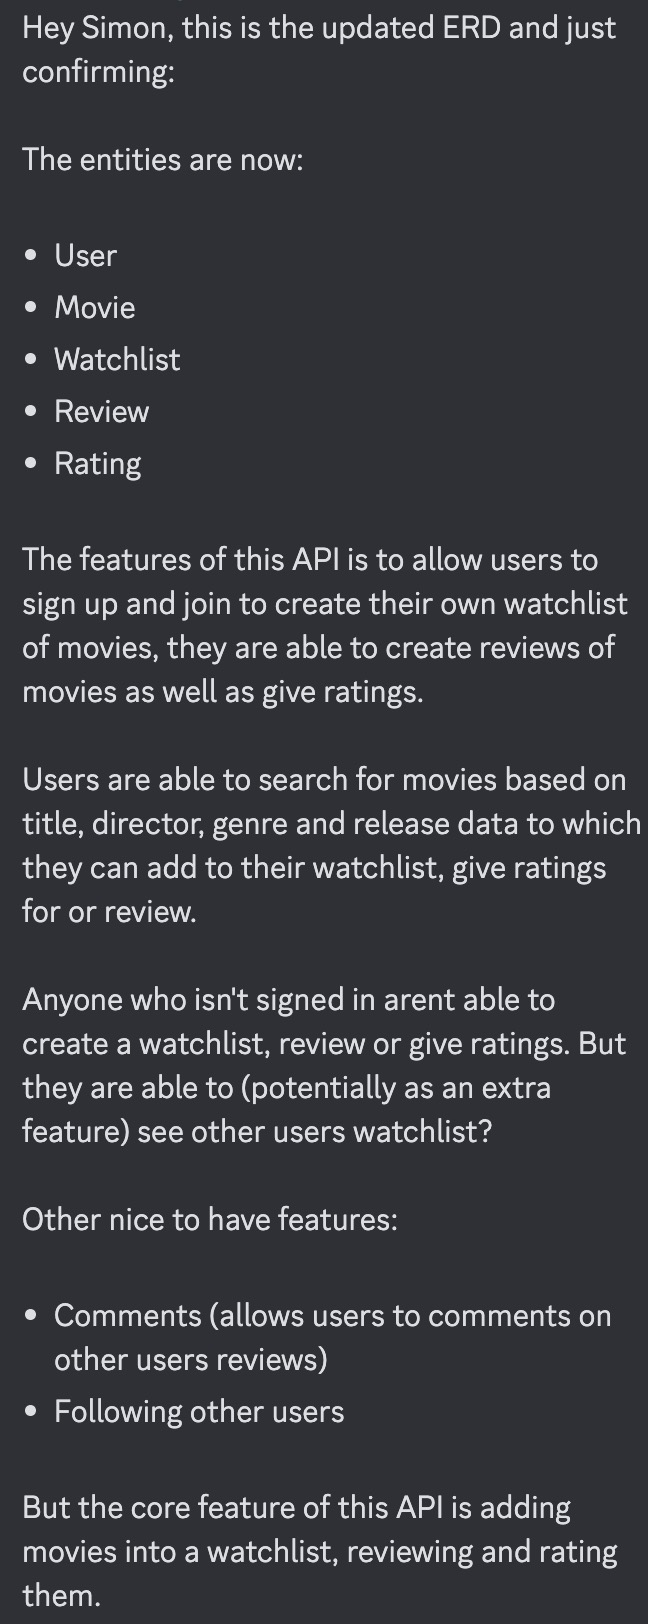 Hey Simon, this is the updated ERD and just
confirming:
The entities are now:
• User
• Movie
• Watchlist
• Review
• Rating
The features of this API is to allow users to
sign up and join to create their own watchlist
of movies, they are able to create reviews of
movies as well as give ratings.
Users are able to search for movies based on
title, director, genre and release data to which
they can add to their watchlist, give ratings
for or review.
Anyone who isn't signed in arent able to
create a watchlist, review or give ratings. But
they are able to (potentially as an extra
feature) see other users watchlist?
Other nice to have features:
• Comments (allows users to comments on
other users reviews)
• Following other users
But the core feature of this API is adding
movies into a watchlist, reviewing and rating
them.